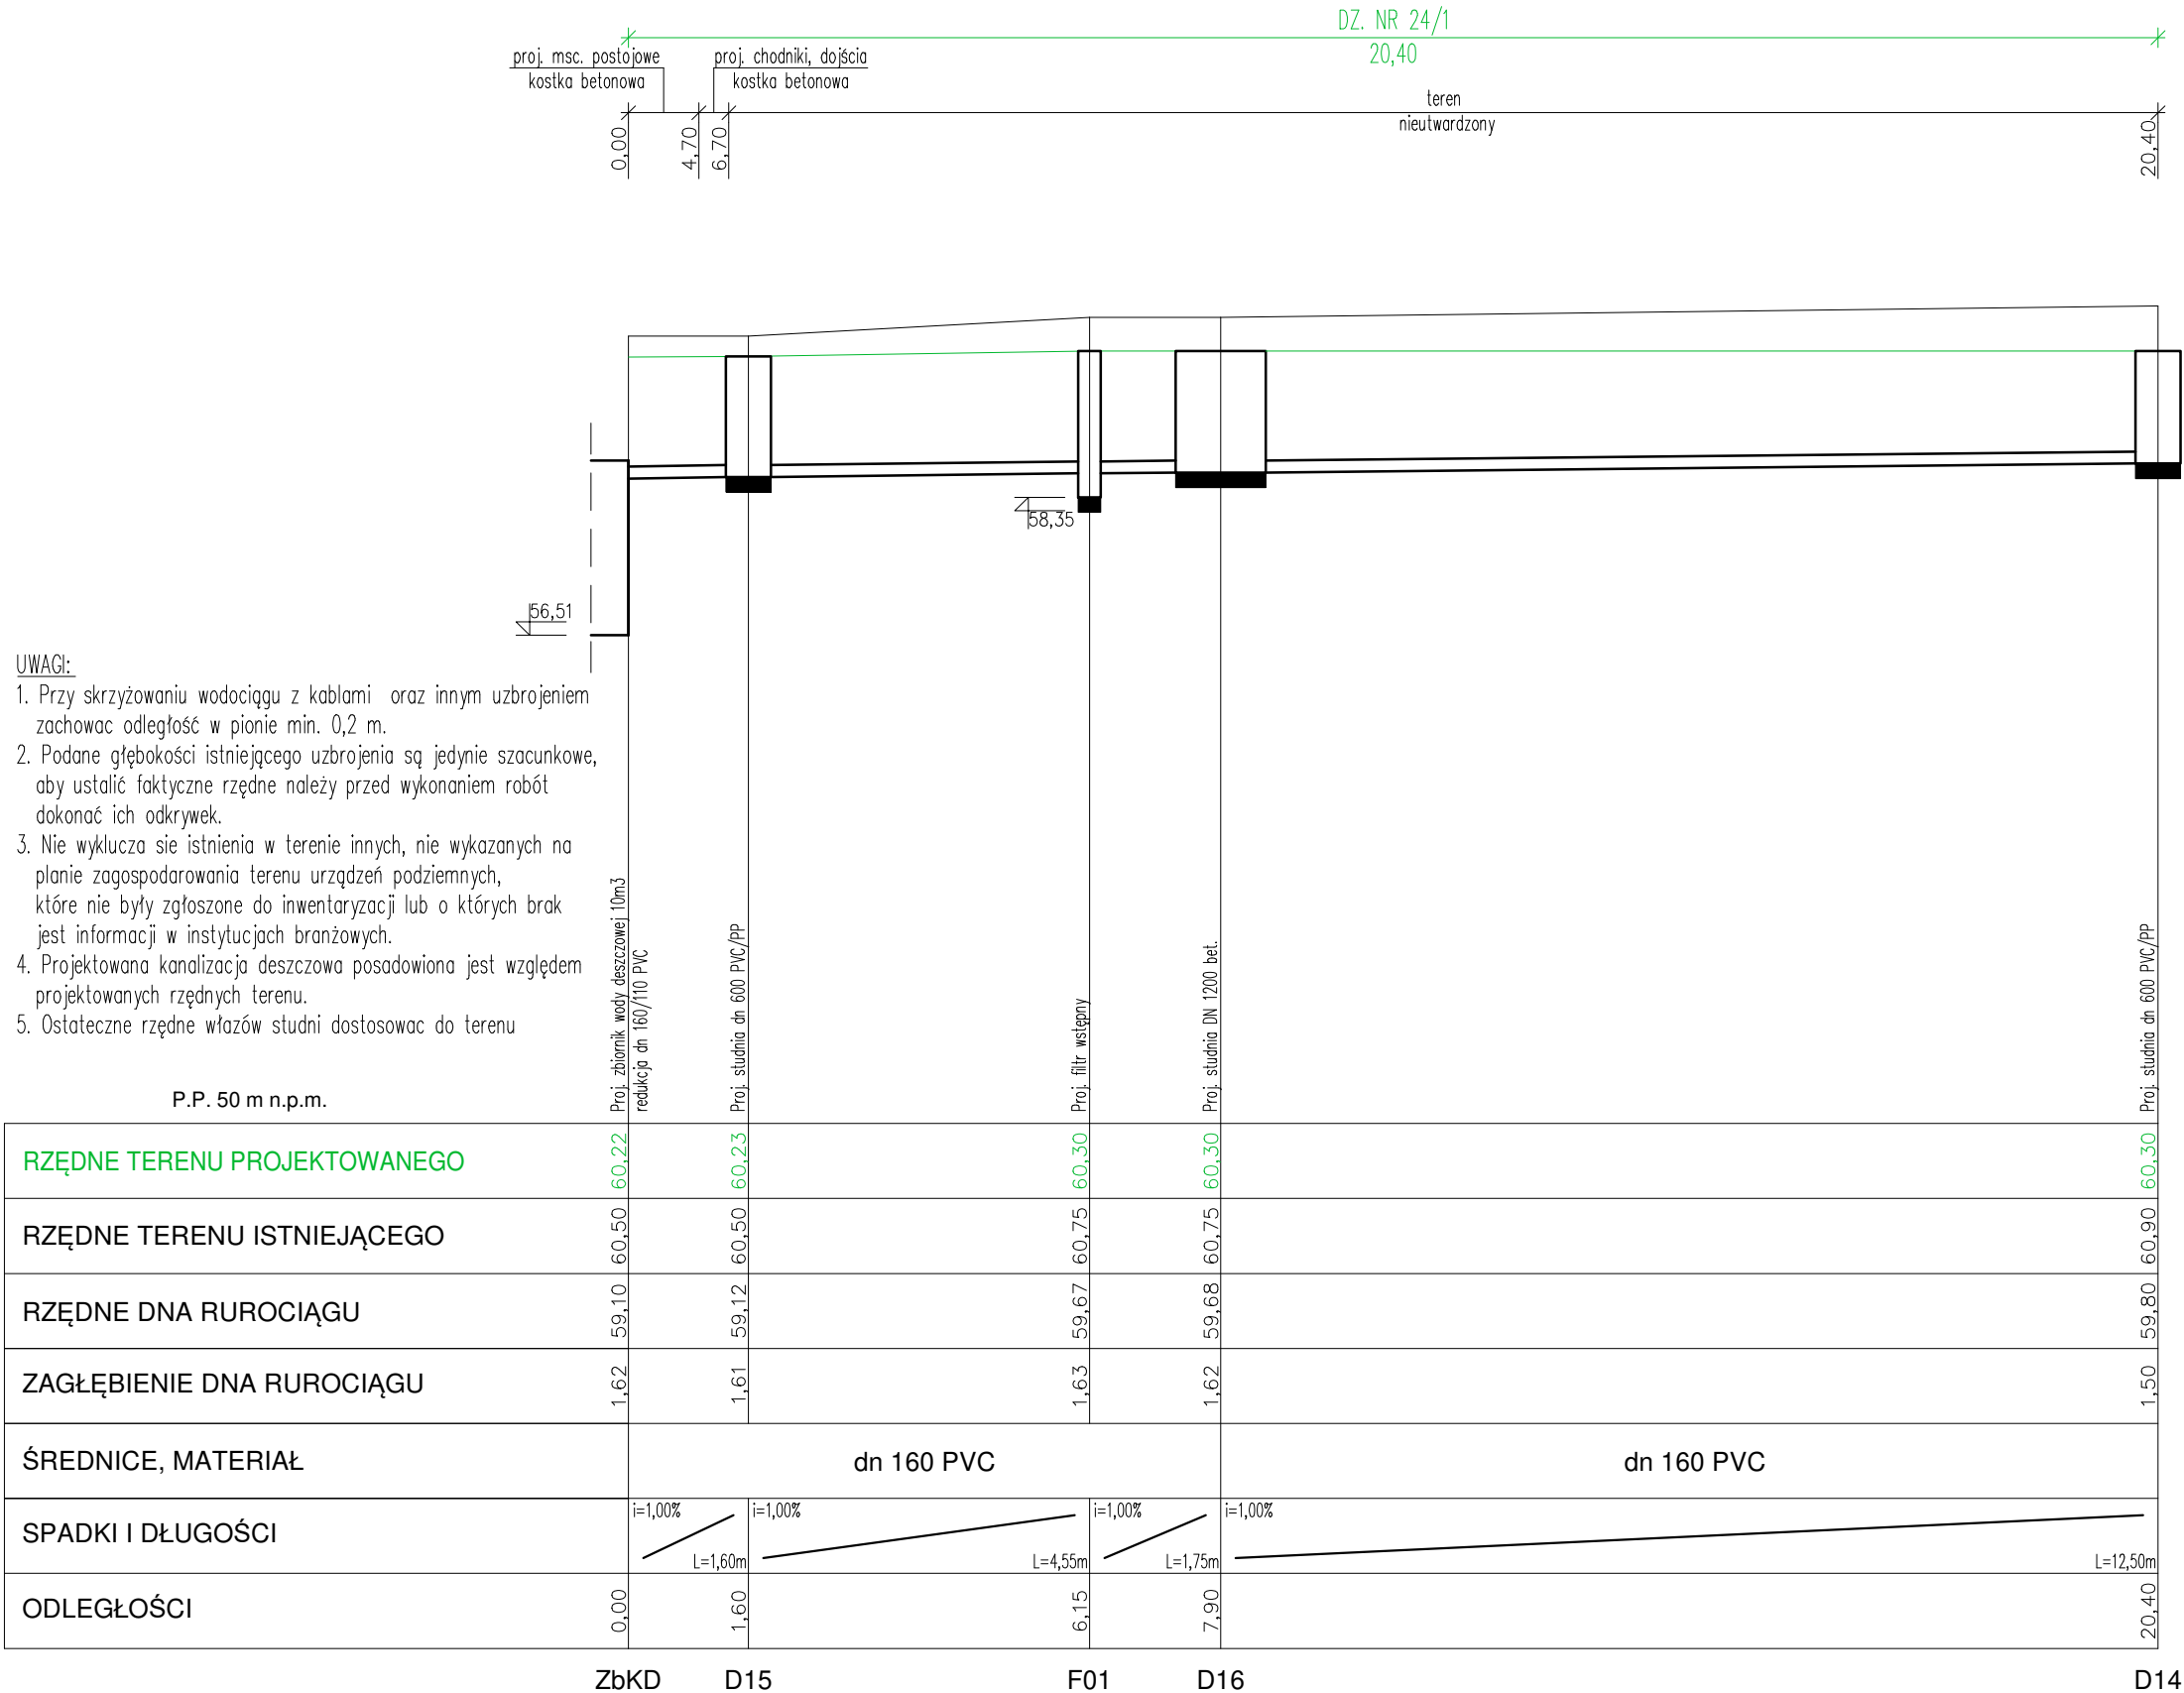 DZ. NR 24/1
20,40
proj. msc. postojowe
kostka betonowa
proj. chodniki, dojścia
kostka betonowa
teren
nieutwardzony
0,00
4,70
6,70
20,40
58,35
56,51
UWAGI:
1. Przy skrzyżowaniu wodociągu z kablami oraz innym uzbrojeniem
zachowac odległość w pionie min. 0,2 m.
2. Podane głębokości istniejącego uzbrojenia są jedynie szacunkowe,
aby ustalić faktyczne rzędne należy przed wykonaniem robót
dokonać ich odkrywek.
3. Nie wyklucza sie istnienia w terenie innych, nie wykazanych na
planie zagospodarowania terenu urządzeń podziemnych,
które nie były zgłoszone do inwentaryzacji lub o których brak
jest informacji w instytucjach branżowych.
4. Projektowana kanalizacja deszczowa posadowiona jest względem
projektowanych rzędnych terenu.
5. Ostateczne rzędne włazów studni dostosowac do terenu
P.P. 50 m n.p.m.
Proj. zbiornik wody deszczowej 10m3
redukcja dn 160/110 PVC
Proj. studnia dn 600 PVC/PP
Proj. filtr wstępny
Proj. studnia DN 1200 bet.
Proj. studnia dn 600 PVC/PP
RZĘDNE TERENU PROJEKTOWANEGO 60,22 60,23 60,30 60,30 60,30
RZĘDNE TERENU ISTNIEJĄCEGO 60,50 60,50 60,75 60,75 60,90
RZĘDNE DNA RUROCIĄGU 59,10 59,12 59,67 59,68 59,80
ZAGŁĘBIENIE DNA RUROCIĄGU 1,62 1,61 1,63 1,62 1,50
ŚREDNICE, MATERIAŁ dn 160 PVC dn 160 PVC
SPADKI I DŁUGOŚCI i=1,00% L=1,60m i=1,00% L=4,55m i=1,00% L=1,75m i=1,00% L=12,50m
ODLEGŁOŚCI 0,00 1,60 6,15 7,90 20,40
ZbKD D15 F01 D16 D14